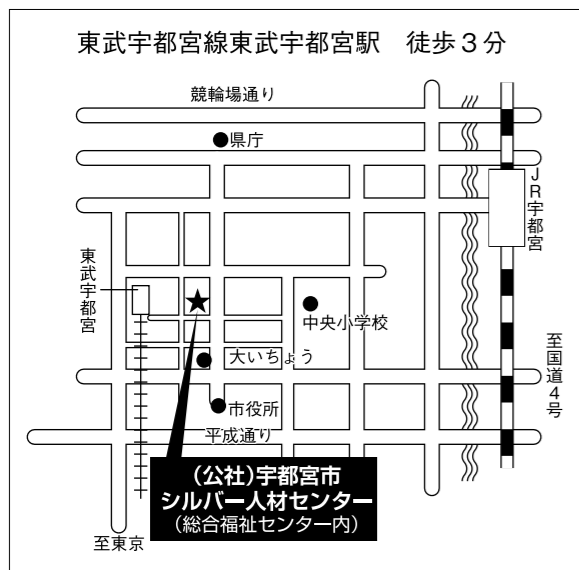 東武宇都宮線東武宇都宮駅　徒歩３分
競輪場通り
県庁
JR宇都宮
東武宇都宮
中央小学校
大いちょう
至国道4号
市役所
平成通り
(公社)宇都宮市
シルバー人材センター
(総合福祉センター内)
至東京